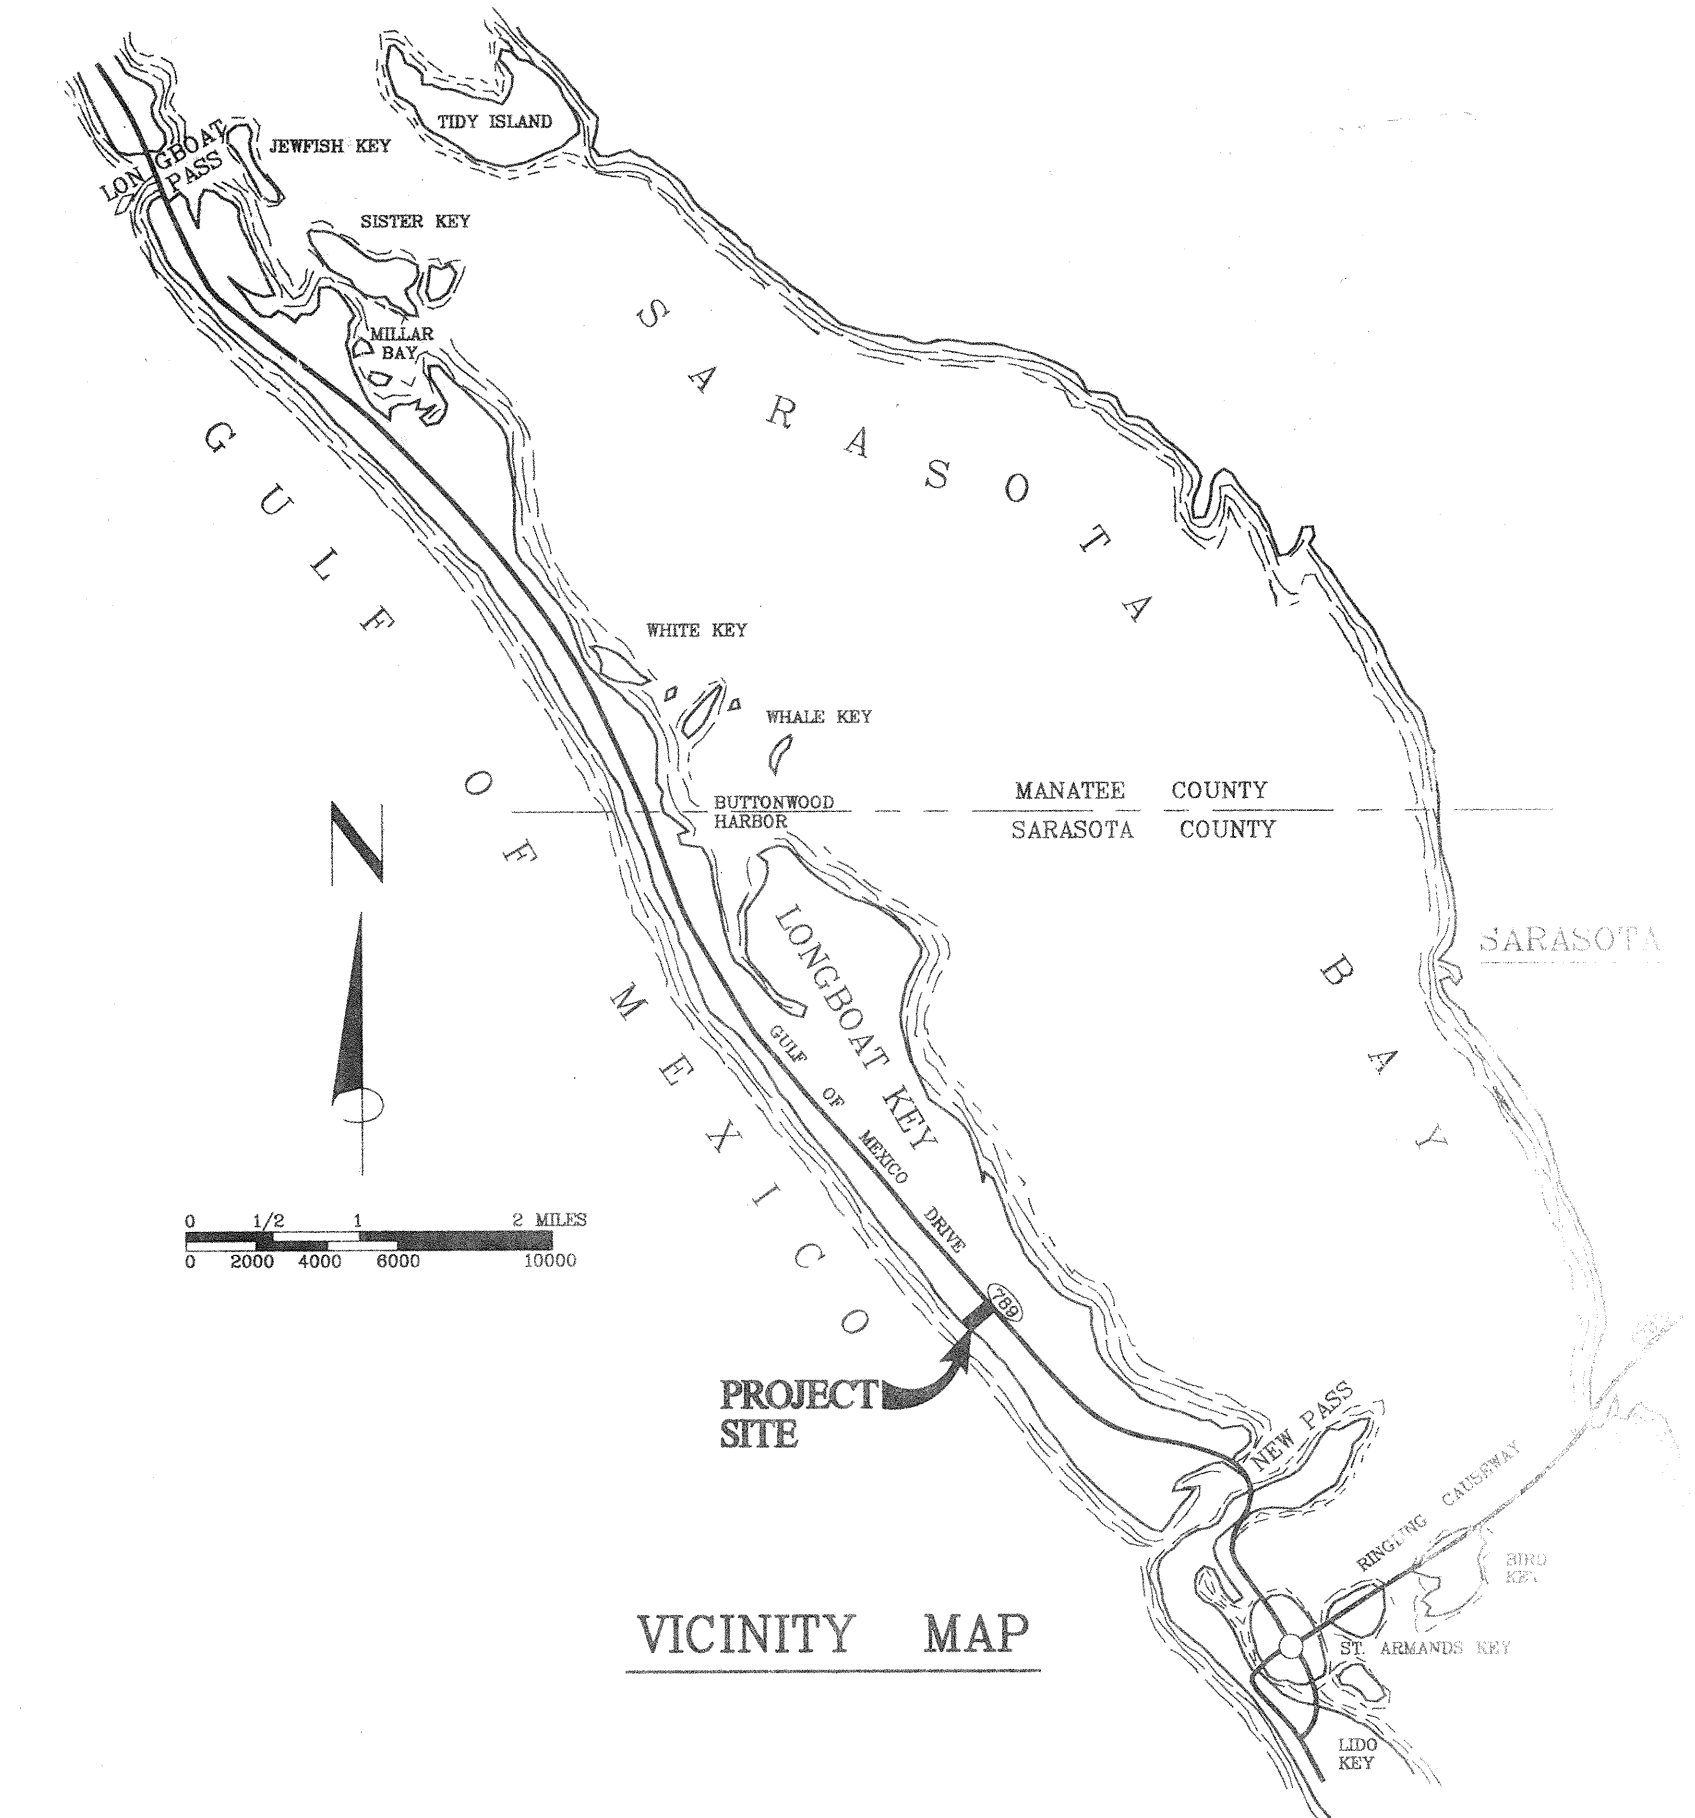 TIDY ISLAND
JEWFISH KEY
LONGBOAT
PASS
SISTER KEY
MILLAR
BAY
SARASOTA
GULF
WHITE KEY
WHALE KEY
OF
MANATEE COUNTY
BUTTONWOOD
HARBOR
SARASOTA COUNTY
N
LONGBOAT KEY
SARASOTA
BAY
MEXICO
GULF OF MEXICO DRIVE
0 1/2 1 2 MILES
0 2000 4000 6000 10000
789
PROJECT
SITE
NEW PASS
RINGLING CAUSEWAY
BIRD
KEY
VICINITY MAP
ST. ARMANDS KEY
LIDO
KEY